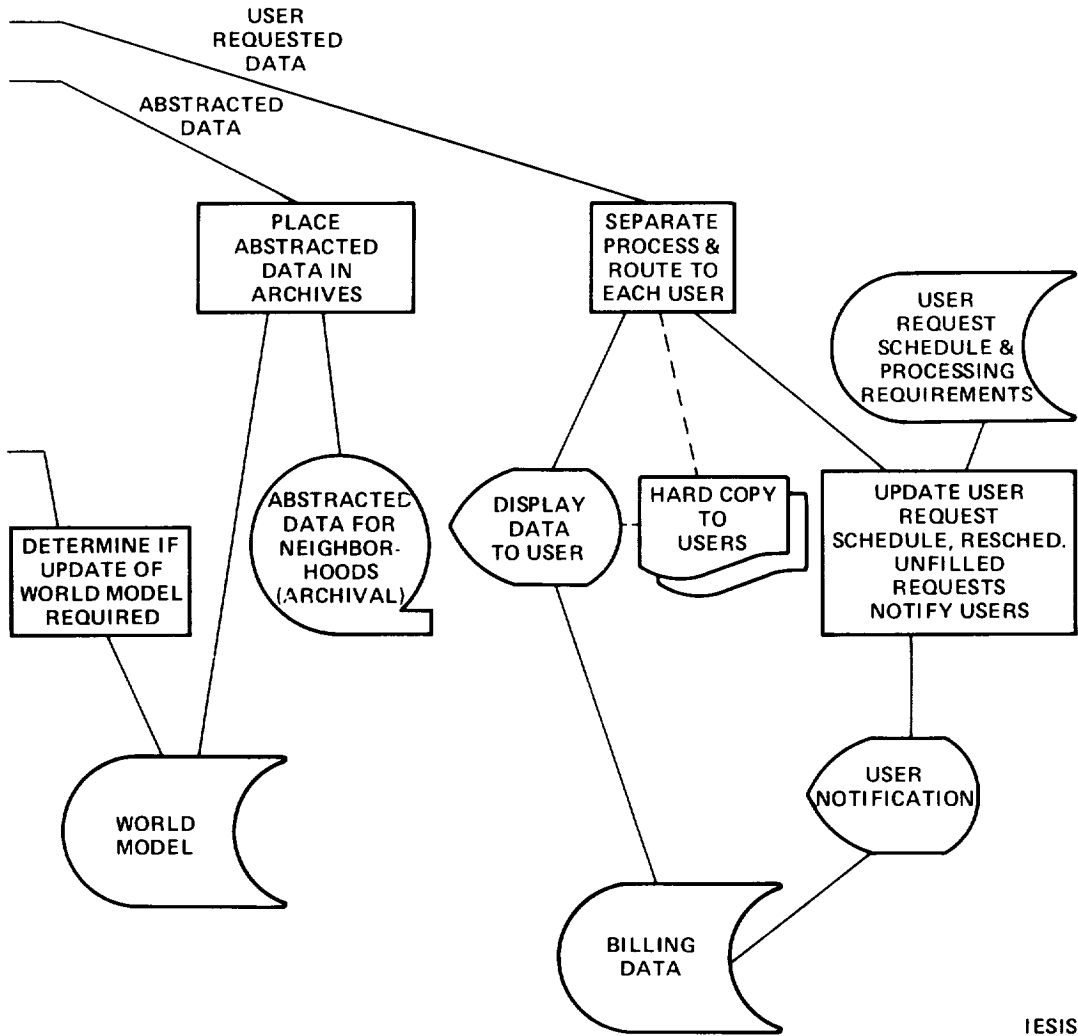 USER
REQUESTED
DATA
ABSTRACTED
DATA
PLACE
ABSTRACTED
DATA IN
ARCHIVES
SEPARATE
PROCESS &
ROUTE TO
EACH USER
USER
REQUEST
SCHEDULE &
PROCESSING
REQUIREMENTS
DETERMINE IF
UPDATE OF
WORLD MODEL
REQUIRED
ABSTRACTED
DATA FOR
NEIGHBOR-
HOODS
(ARCHIVAL)
DISPLAY
DATA
TO USER
HARD COPY
TO
USERS
UPDATE USER
REQUEST
SCHEDULE, RESCHED.
UNFILLED
REQUESTS
NOTIFY USERS
WORLD
MODEL
USER
NOTIFICATION
BILLING
DATA
IESIS